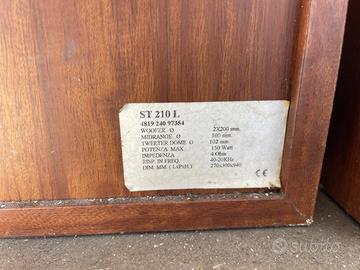 ST 210 L
4819 240 97354
WOOFER Ø 2X200 mm.
MIDRANGE Ø 100 mm.
TWEETER DOME Ø 102 mm
POTENZA MAX. 150 Watt
IMPEDENZA 4 Ohm
RISP. IN FREQ. 40-20KHz
DIM. MM. ( LxPxH ) 270x300x940
CE
subito